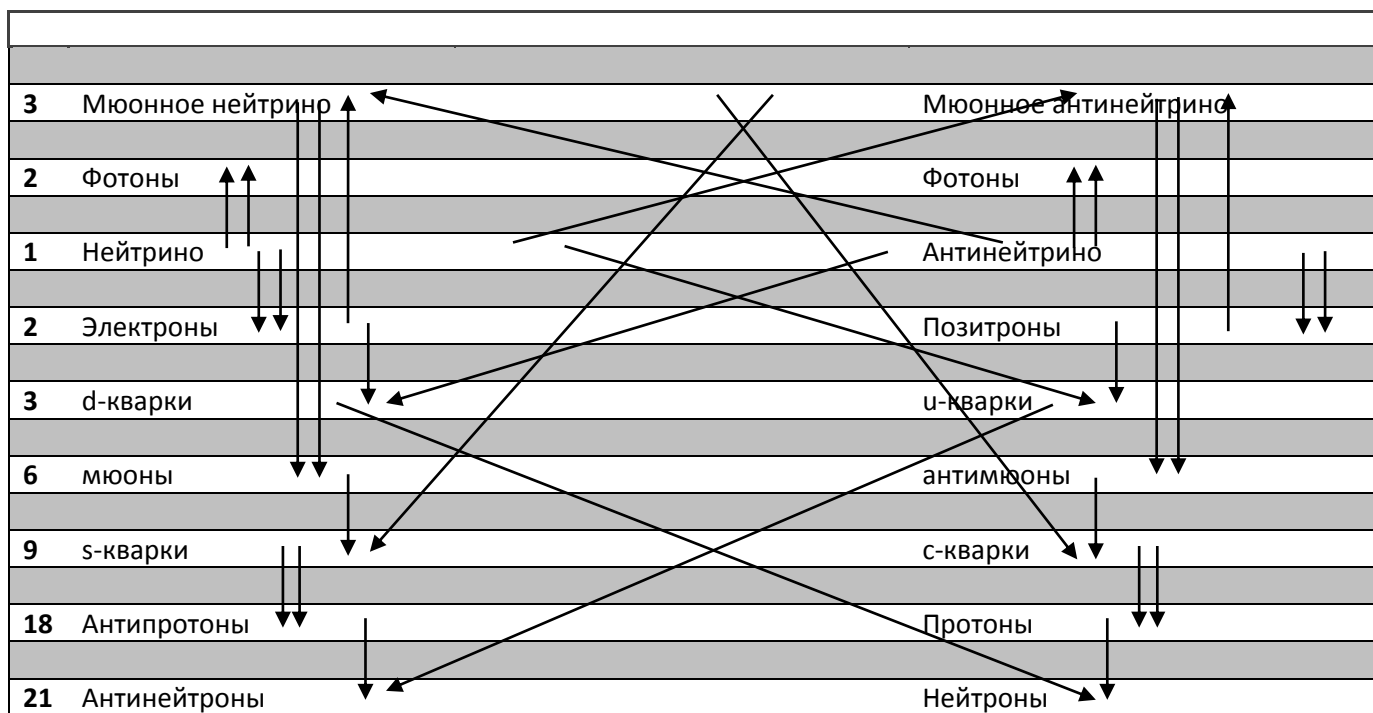 3 Мюонное нейтрино Мюонное антинейтрино
2 Фотоны Фотоны
1 Нейтрино Антинейтрино
2 Электроны Позитроны
3 d-кварки u-кварки
6 мюоны антимюоны
9 s-кварки c-кварки
18 Антипротоны Протоны
21 Антинейтроны Нейтроны